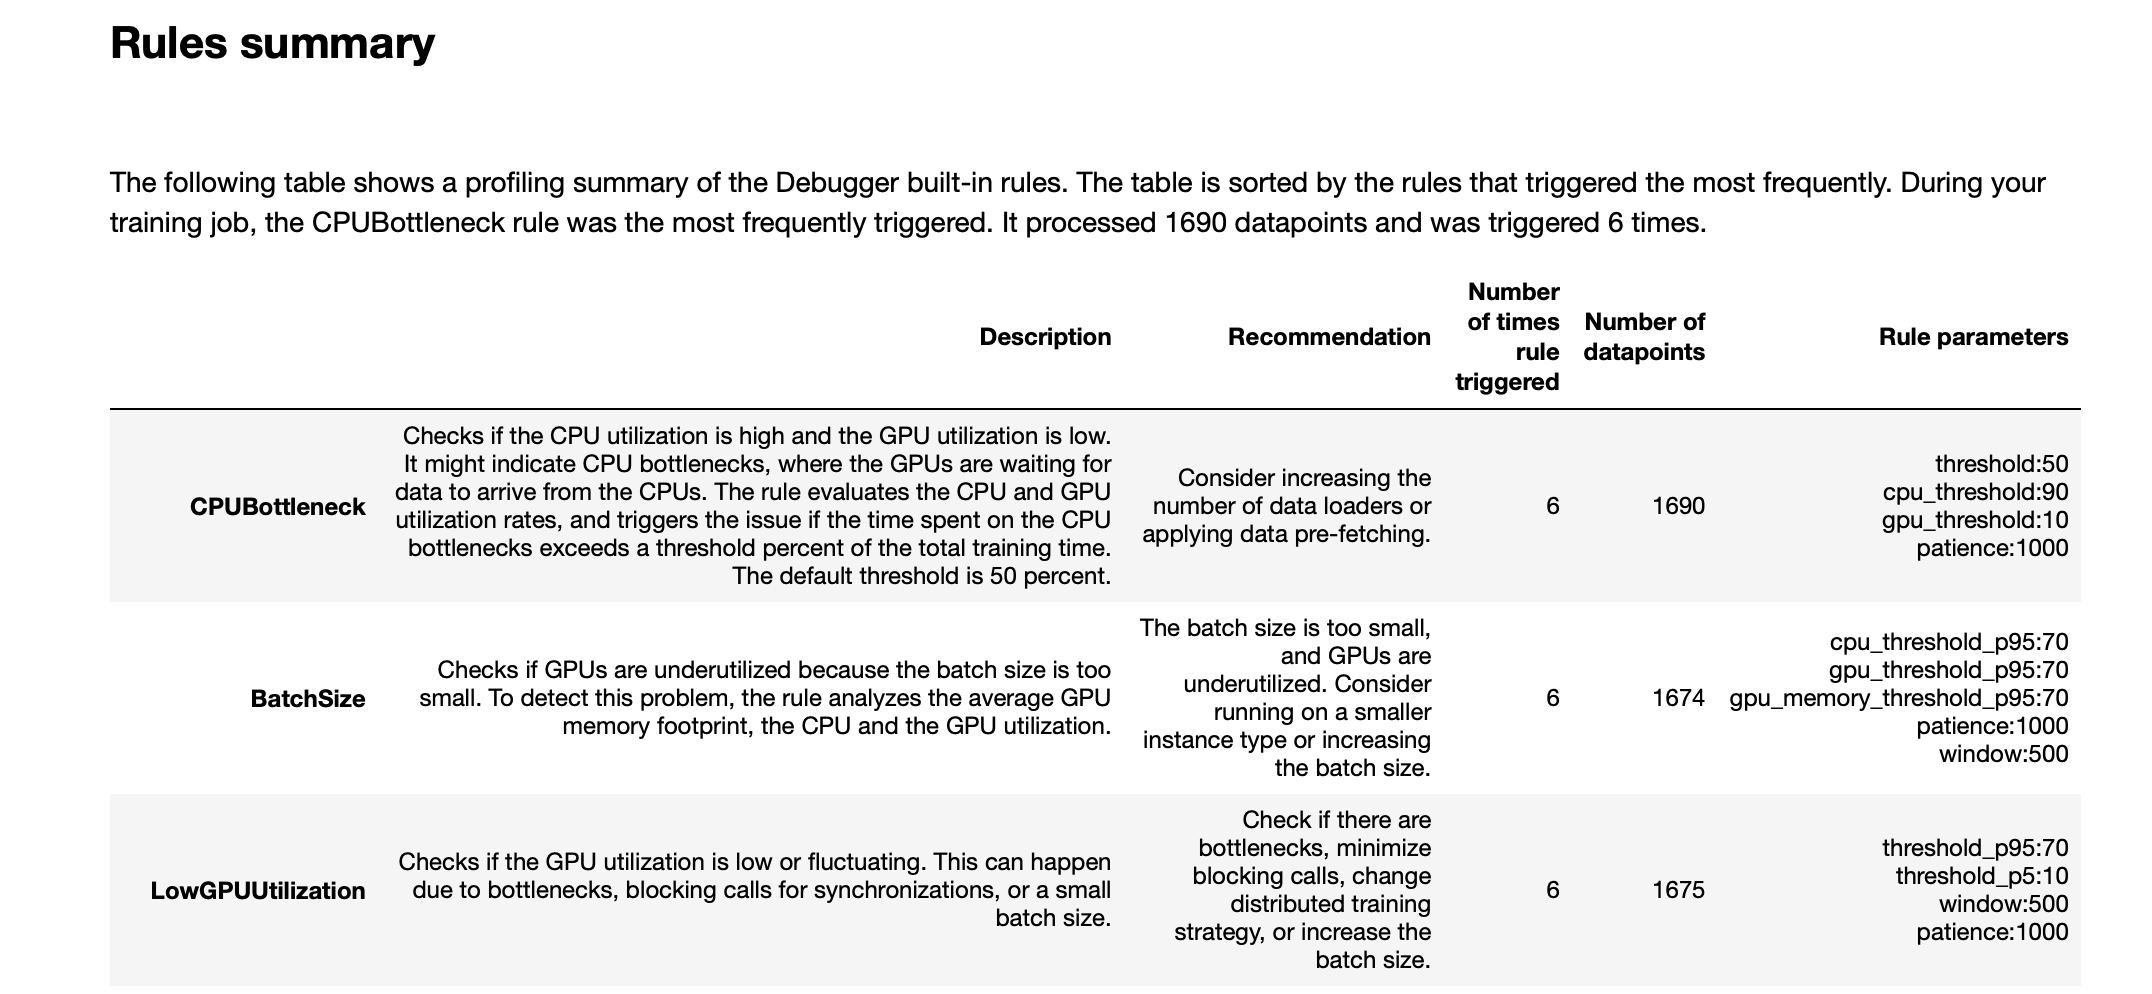 Rules summary
The following table shows a profiling summary of the Debugger built-in rules. The table is sorted by the rules that triggered the most frequently. During your
training job, the CPUBottleneck rule was the most frequently triggered. It processed 1690 datapoints and was triggered 6 times.
Description
Recommendation
Number
of times
rule
triggered
Number of
datapoints
Rule parameters
CPUBottleneck
Checks if the CPU utilization is high and the GPU utilization is low.
It might indicate CPU bottlenecks, where the GPUs are waiting for
data to arrive from the CPUs. The rule evaluates the CPU and GPU
utilization rates, and triggers the issue if the time spent on the CPU
bottlenecks exceeds a threshold percent of the total training time.
The default threshold is 50 percent.
Consider increasing the
number of data loaders or
applying data pre-fetching.
6
1690
threshold:50
cpu_threshold:90
gpu_threshold:10
patience:1000
BatchSize
Checks if GPUs are underutilized because the batch size is too
small. To detect this problem, the rule analyzes the average GPU
memory footprint, the CPU and the GPU utilization.
The batch size is too small,
and GPUs are
underutilized. Consider
running on a smaller
instance type or increasing
the batch size.
6
1674
cpu_threshold_p95:70
gpu_threshold_p95:70
gpu_memory_threshold_p95:70
patience:1000
window:500
LowGPUUtilization
Checks if the GPU utilization is low or fluctuating. This can happen
due to bottlenecks, blocking calls for synchronizations, or a small
batch size.
Check if there are
bottlenecks, minimize
blocking calls, change
distributed training
strategy, or increase the
batch size.
6
1675
threshold_p95:70
threshold_p5:10
window:500
patience:1000